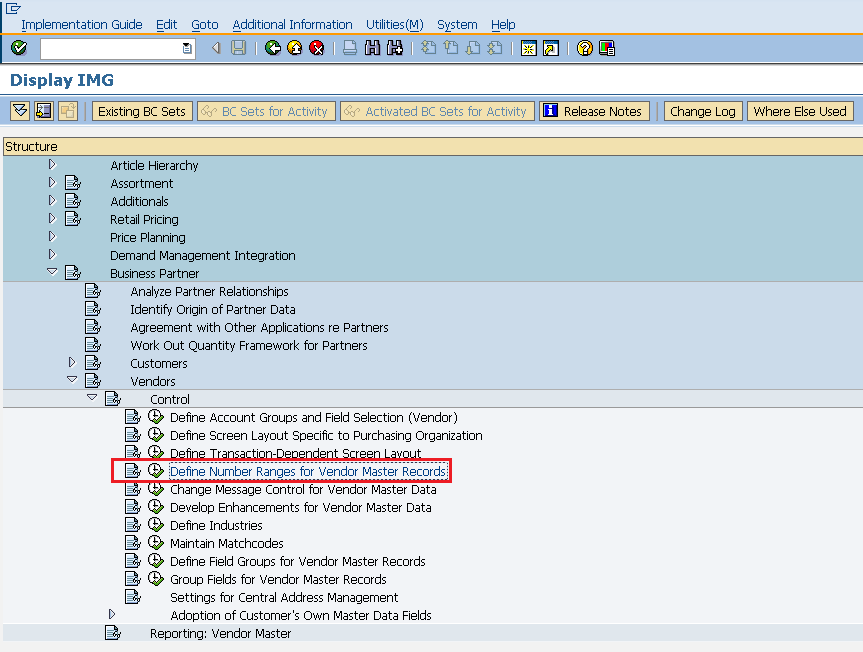 Implementation Guide Edit Goto Additional Information Utilities(M) System Help
Display IMG
Existing BC Sets BC Sets for Activity Activated BC Sets for Activity Release Notes Change Log Where Else Used
Structure
Article Hierarchy
Assortment
Additionals
Retail Pricing
Price Planning
Demand Management Integration
Business Partner
Analyze Partner Relationships
Identify Origin of Partner Data
Agreement with Other Applications re Partners
Work Out Quantity Framework for Partners
Customers
Vendors
Control
Define Account Groups and Field Selection (Vendor)
Define Screen Layout Specific to Purchasing Organization
Define Transaction-Dependent Screen Layout
Define Number Ranges for Vendor Master Records
Change Message Control for Vendor Master Data
Develop Enhancements for Vendor Master Data
Define Industries
Maintain Matchcodes
Define Field Groups for Vendor Master Records
Group Fields for Vendor Master Records
Settings for Central Address Management
Adoption of Customer's Own Master Data Fields
Reporting: Vendor Master